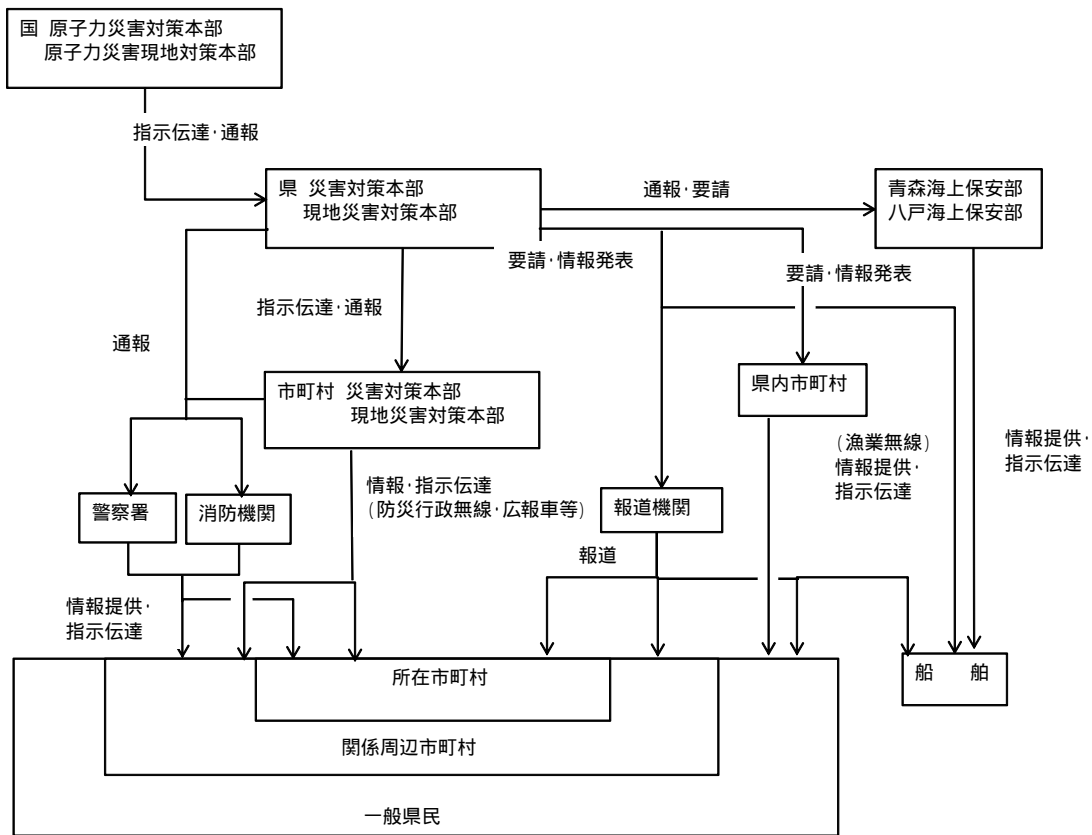 国 原子力災害対策本部
原子力災害現地対策本部
指示伝達・通報
県 災害対策本部
現地災害対策本部
通報・要請
青森海上保安部
八戸海上保安部
要請・情報発表
要請・情報発表
指示伝達・通報
通報
市町村 災害対策本部
現地災害対策本部
県内市町村
(漁業無線)
情報提供・
指示伝達
情報提供・
指示伝達
情報・指示伝達
(防災行政無線・広報車等)
警察署
消防機関
報道機関
報道
情報提供・
指示伝達
所在市町村
船 舶
関係周辺市町村
一般県民